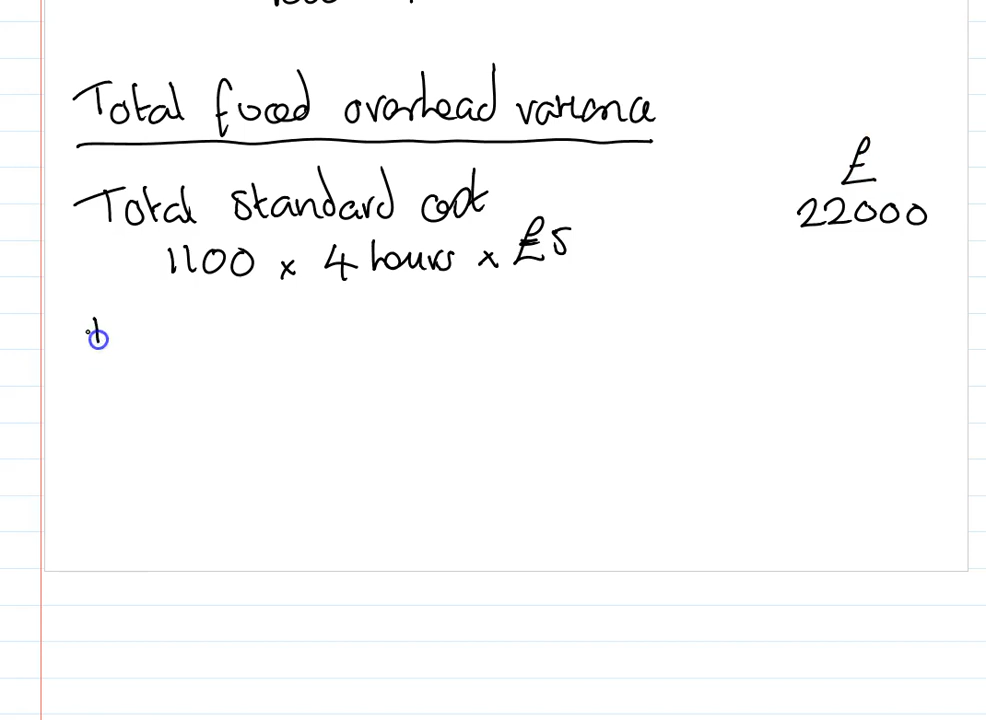 Total fixed overhead variance
£
Total standard cost 22000
1100 x 4 hours x £5